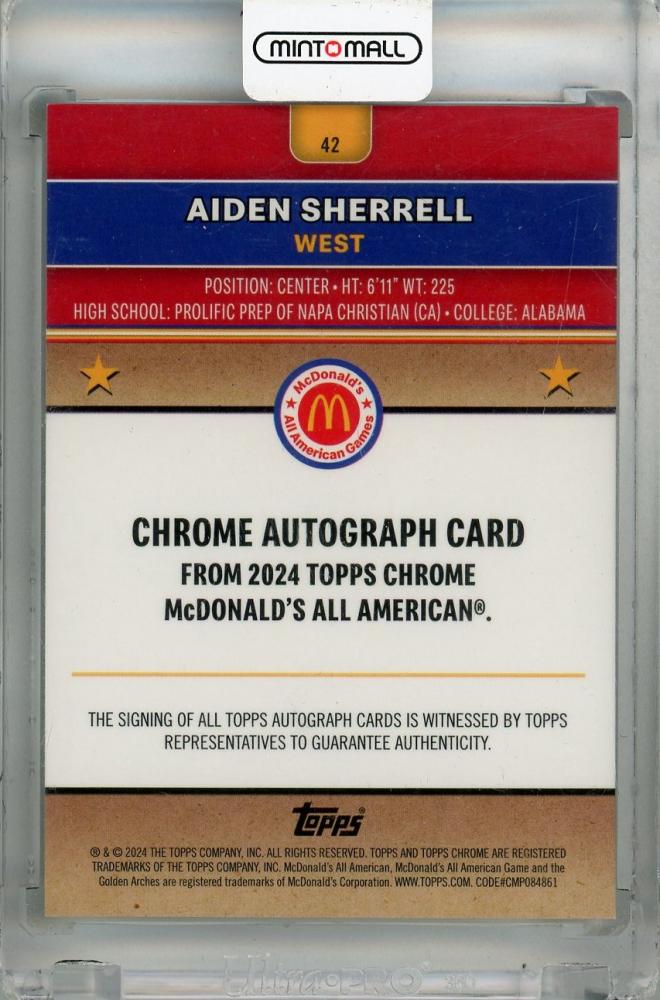 MINTMALL
42
AIDEN SHERRELL
WEST
POSITION: CENTER • HT: 6'11" WT: 225
HIGH SCHOOL: PROLIFIC PREP OF NAPA CHRISTIAN (CA) • COLLEGE: ALABAMA
McDonald's
All American Games
CHROME AUTOGRAPH CARD
FROM 2024 TOPPS CHROME
McDONALD'S ALL AMERICAN®.
THE SIGNING OF ALL TOPPS AUTOGRAPH CARDS IS WITNESSED BY TOPPS
REPRESENTATIVES TO GUARANTEE AUTHENTICITY.
TOPPS®
® & © 2024 THE TOPPS COMPANY, INC. ALL RIGHTS RESERVED. TOPPS AND TOPPS CHROME ARE REGISTERED
TRADEMARKS OF THE TOPPS COMPANY, INC. McDonald's All American, McDonald's All American Game and the
Golden Arches are registered trademarks of McDonald's Corporation. WWW.TOPPS.COM. CODE#CMP084861
Ultra PRO